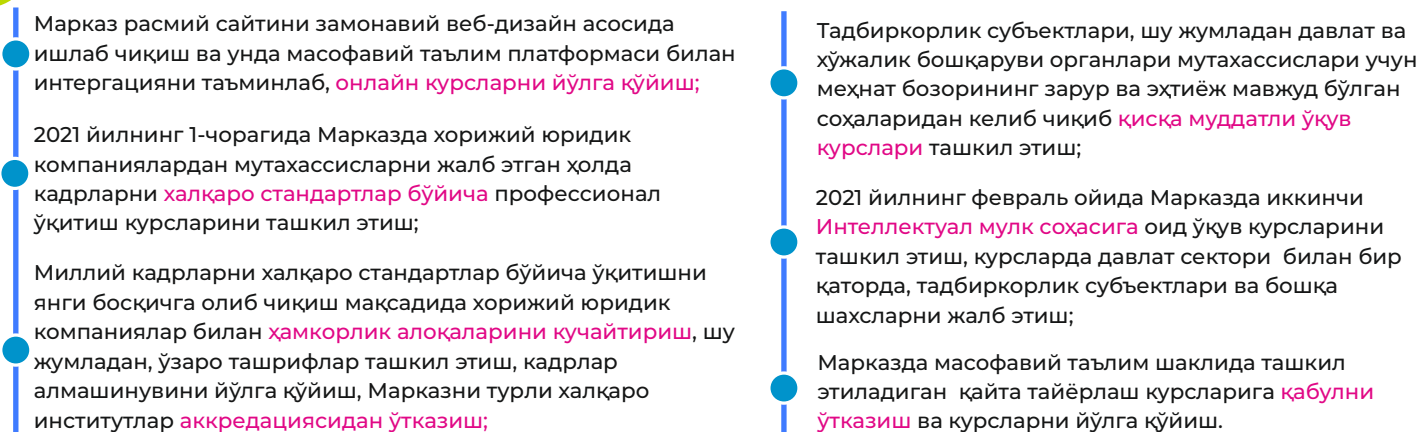 Марказ расмий сайтини замонавий веб-дизайн асосида
ишлаб чиқиш ва унда масофавий таълим платформаси билан
интергацияни таъминлаб, онлайн курсларни йўлга қўйиш;
2021 йилнинг 1-чорагида Марказда хорижий юридик
компаниялардан мутахассисларни жалб этган ҳолда
кадрларни халқаро стандартлар бўйича профессионал
ўқитиш курсларини ташкил этиш;
Миллий кадрларни халқаро стандартлар бўйича ўқитишни
янги босқичга олиб чиқиш мақсадида хорижий юридик
компаниялар билан ҳамкорлик алоқаларини кучайтириш, шу
жумладан, ўзаро ташрифлар ташкил этиш, кадрлар
алмашинувини йўлга қўйиш, Марказни турли халқаро
институтлар аккредациясидан ўтказиш;
Тадбиркорлик субъектлари, шу жумладан давлат ва
хўжалик бошқаруви органлари мутахассислари учун
меҳнат бозорининг зарур ва эҳтиёж мавжуд бўлган
соҳаларидан келиб чиқиб қисқа муддатли ўқув
курслари ташкил этиш;
2021 йилнинг февраль ойида Марказда иккинчи
Интеллектуал мулк соҳасига оид ўқув курсларини
ташкил этиш, курсларда давлат сектори билан бир
қаторда, тадбиркорлик субъектлари ва бошқа
шахсларни жалб этиш;
Марказда масофавий таълим шаклида ташкил
этиладиган қайта тайёрлаш курсларига қабулни
ўтказиш ва курсларни йўлга қўйиш.